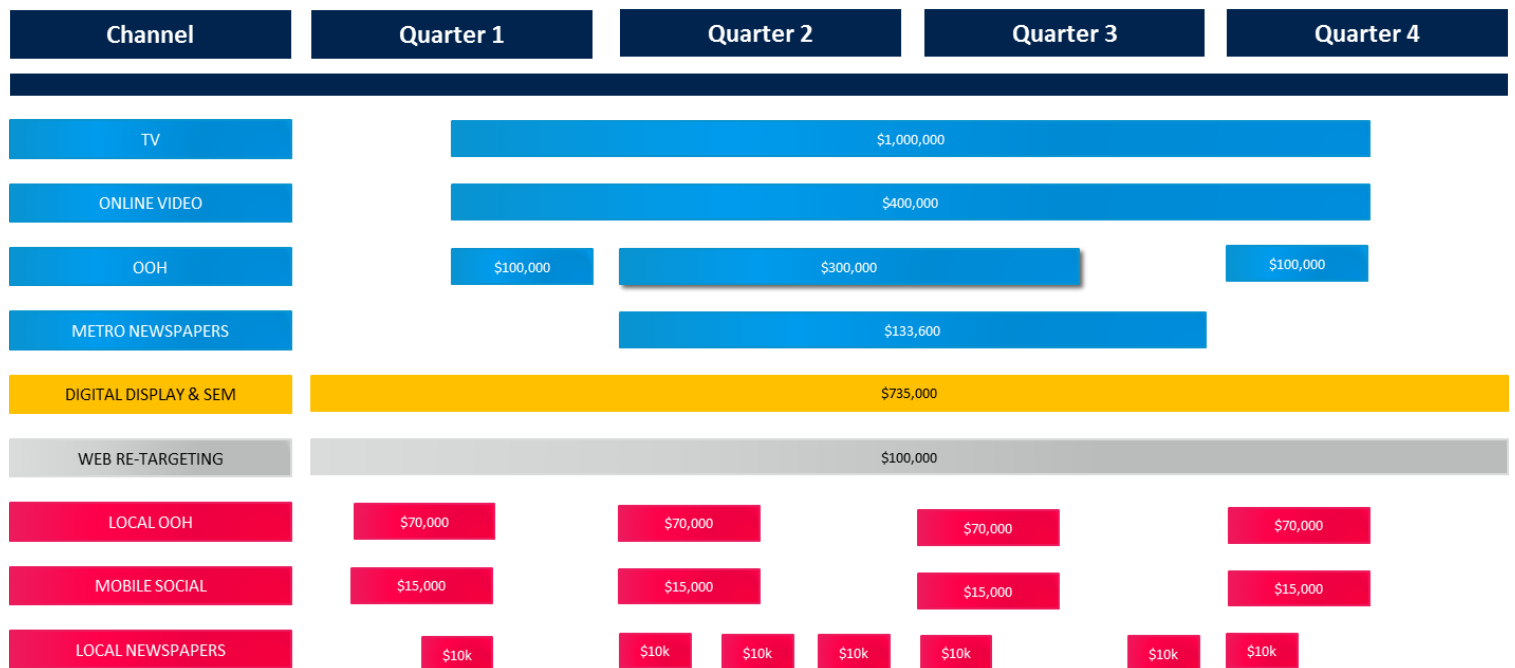 Channel Quarter 1 Quarter 2 Quarter 3 Quarter 4
TV $1,000,000
ONLINE VIDEO $400,000
OOH $100,000 $300,000 $100,000
METRO NEWSPAPERS $133,600
DIGITAL DISPLAY & SEM $735,000
WEB RE-TARGETING $100,000
LOCAL OOH $70,000 $70,000 $70,000 $70,000
MOBILE SOCIAL $15,000 $15,000 $15,000 $15,000
LOCAL NEWSPAPERS $10k $10k $10k $10k $10k $10k $10k